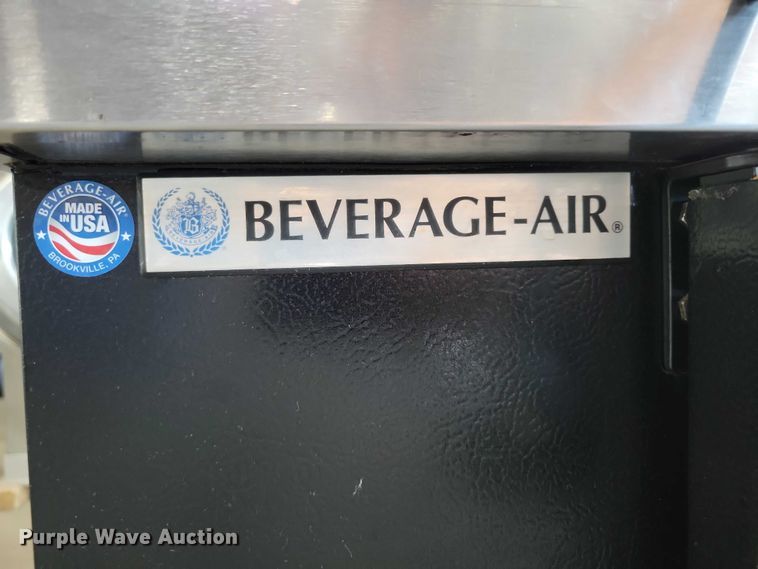 BEVERAGE-AIR
MADE
IN USA
BROOKVILLE, PA
B
BEVERAGE-AIR®
Purple Wave Auction